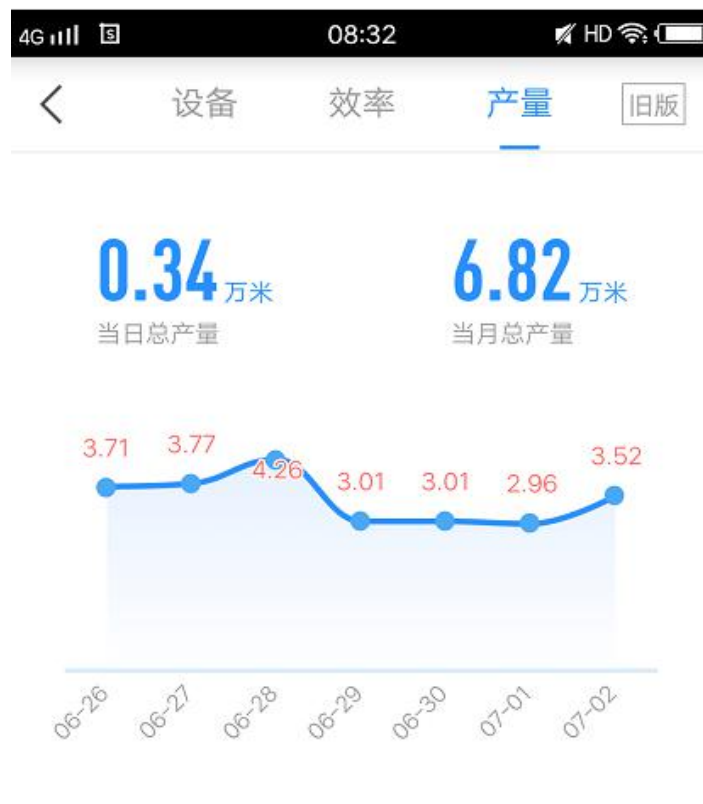 4G 08:32 HD
设备 效率 产量 旧版
0.34万米 6.82万米
当日总产量 当月总产量
3.71 3.77 4.26 3.01 3.01 2.96 3.52
06-26 06-27 06-28 06-29 06-30 07-01 07-02